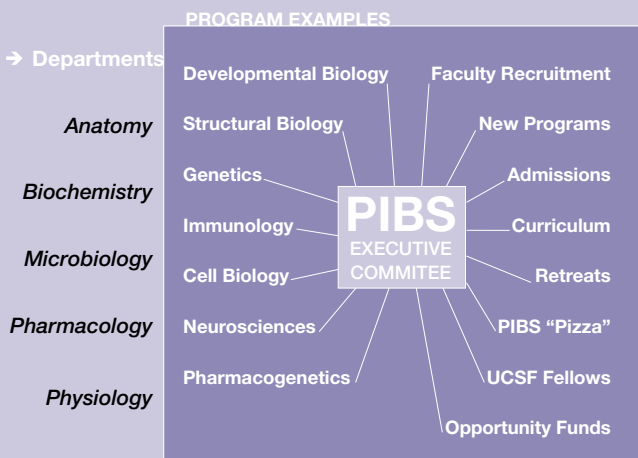 PROGRAM EXAMPLES
➔ Departments
Anatomy
Biochemistry
Microbiology
Pharmacology
Physiology
Developmental Biology
Structural Biology
Genetics
Immunology
Cell Biology
Neurosciences
Pharmacogenetics
PIBS
EXECUTIVE
COMMITEE
Faculty Recruitment
New Programs
Admissions
Curriculum
Retreats
PIBS “Pizza”
UCSF Fellows
Opportunity Funds